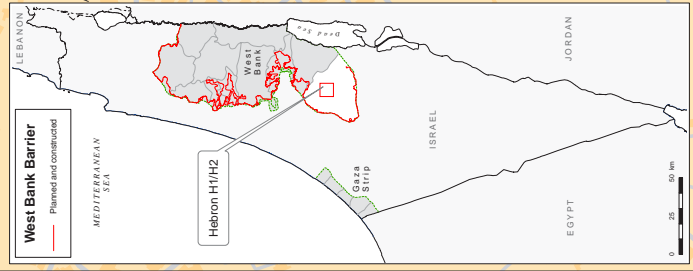 West Bank Barrier
Planned and constructed
LEBANON
MEDITERRANEAN
SEA
Dead Sea
West
Bank
JORDAN
Hebron H1/H2
ISRAEL
Gaza
Strip
EGYPT
0 25 50 km